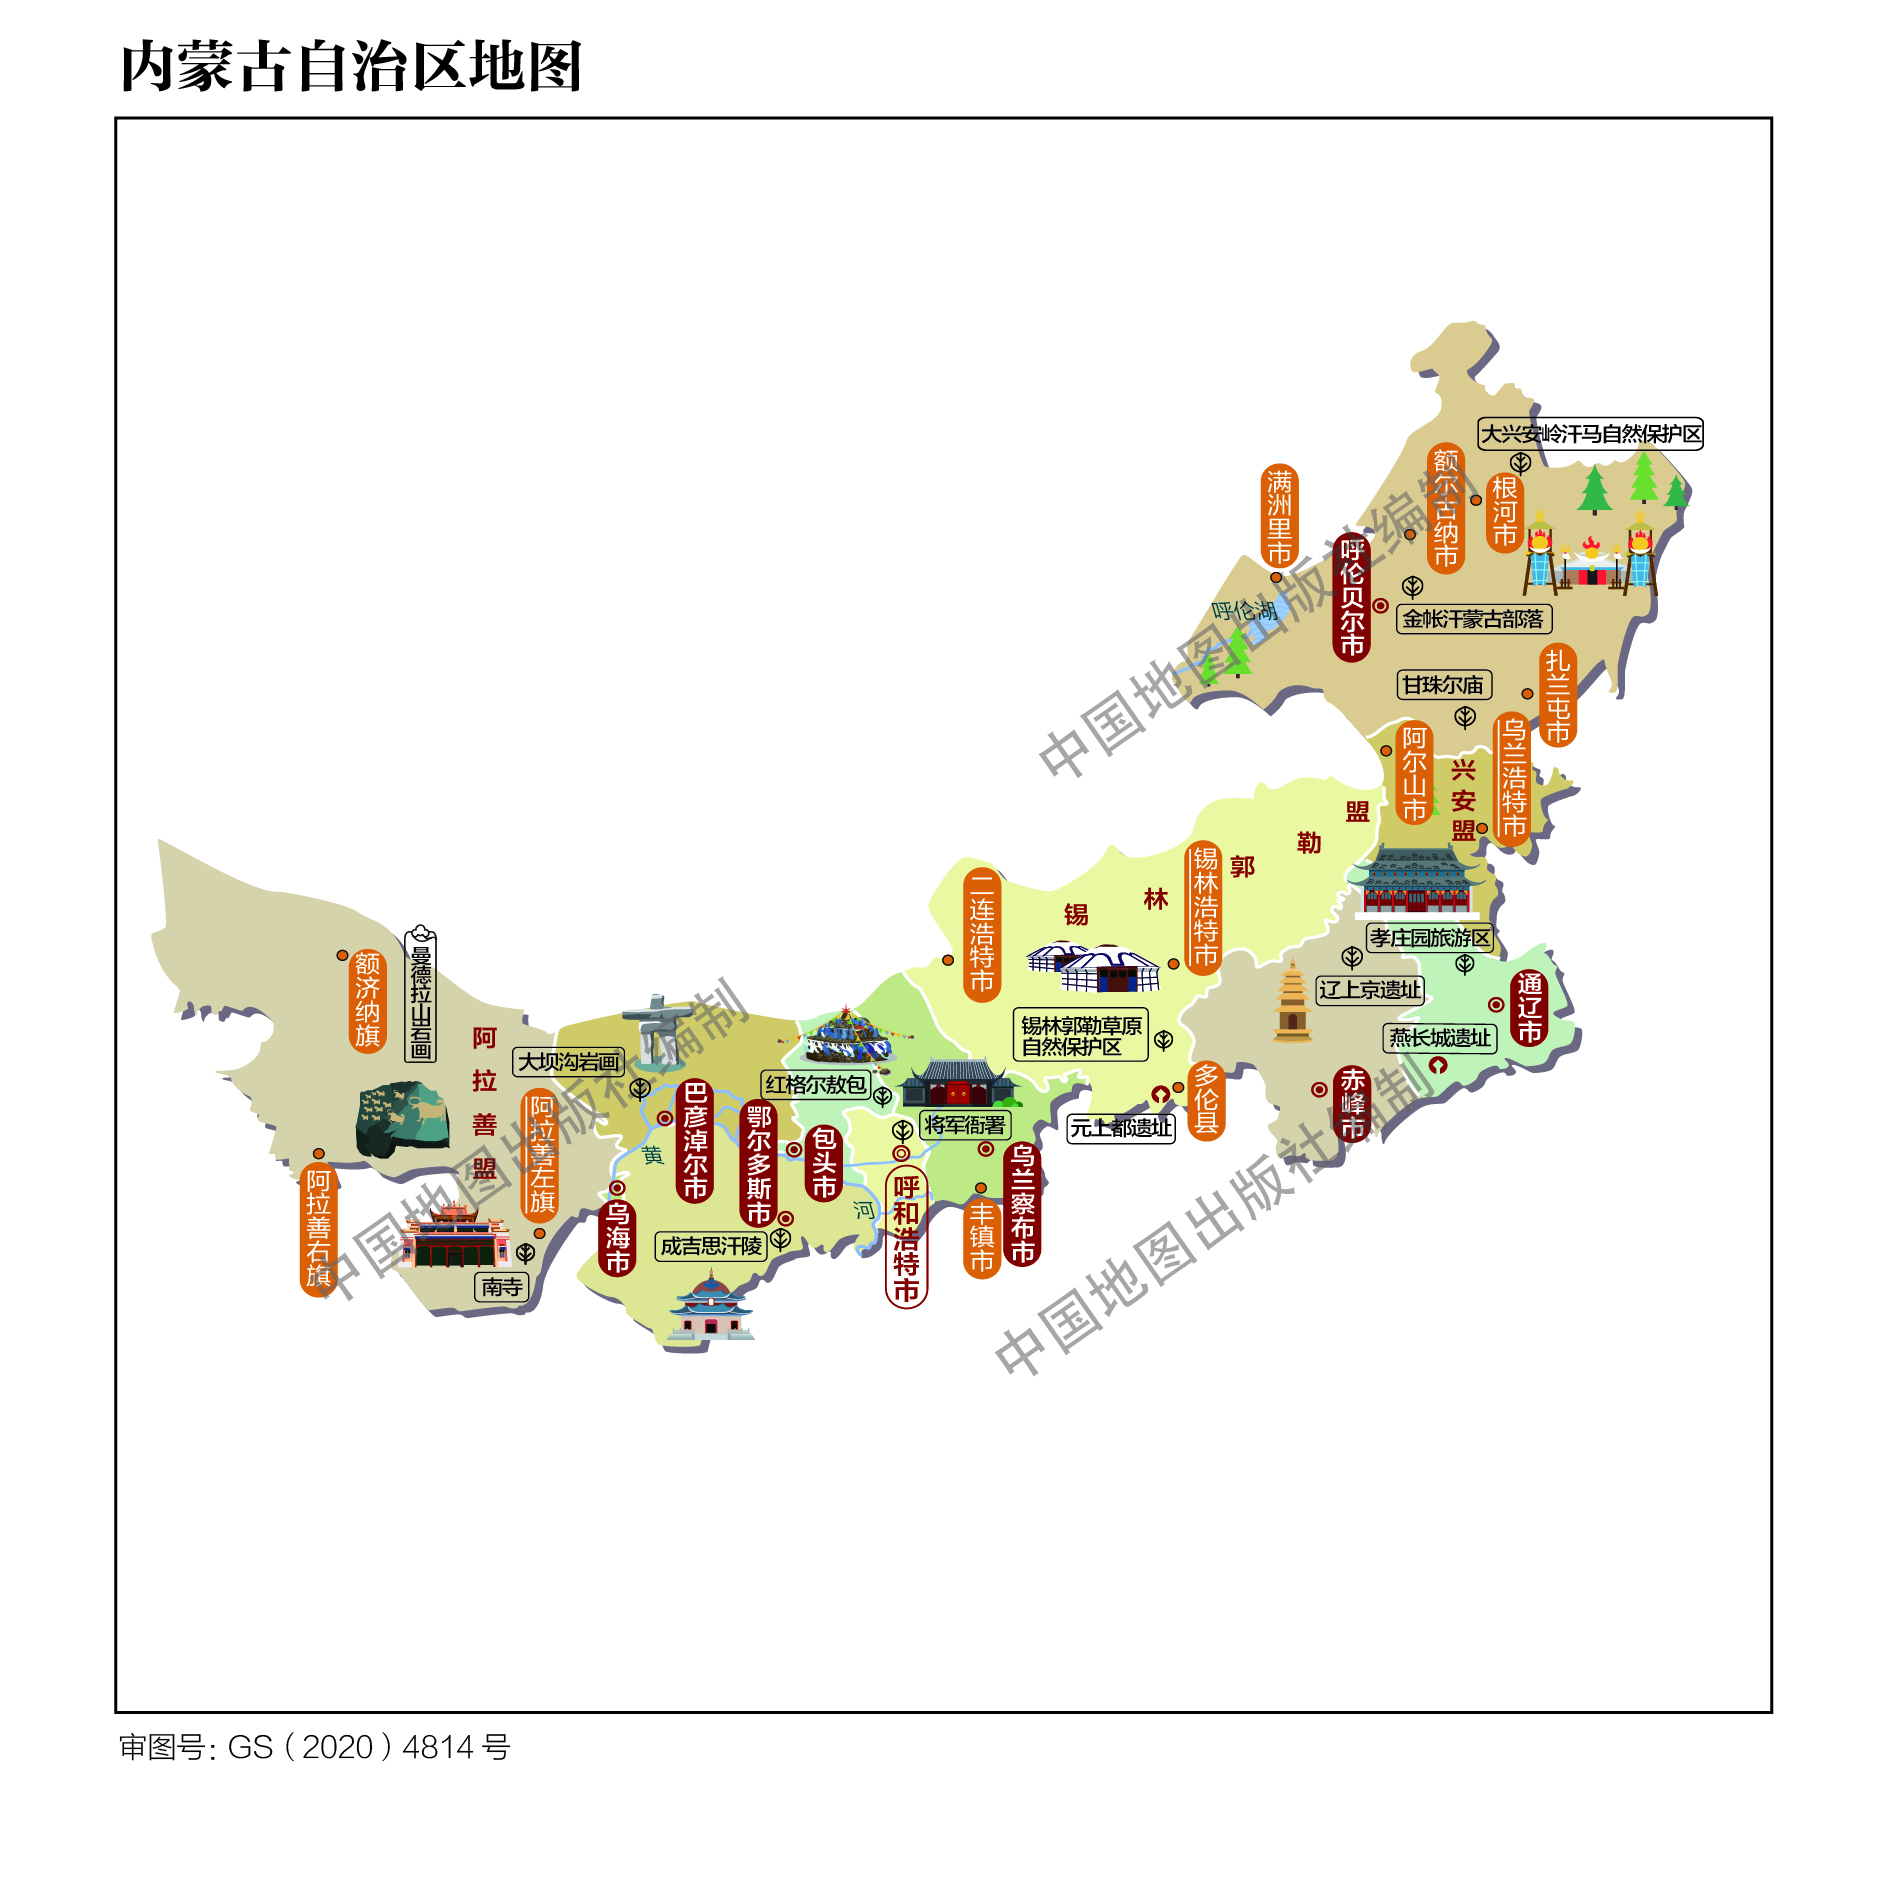 内蒙古自治区地图
大兴安岭汗马自然保护区
额尔古纳市
根河市
满洲里市
呼伦贝尔市
呼伦湖
金帐汗蒙古部落
扎兰屯市
甘珠尔庙
乌兰浩特市
阿尔山市
兴安盟
锡林郭勒盟
锡林浩特市
二连浩特市
孝庄园旅游区
辽上京遗址
通辽市
燕长城遗址
赤峰市
锡林郭勒草原
自然保护区
多伦县
元上都遗址
额济纳旗
曼德拉山岩画
阿拉善盟
大坝沟岩画
阿拉善左旗
阿拉善右旗
南寺
巴彦淖尔市
鄂尔多斯市
包头市
红格尔敖包
将军衙署
乌兰察布市
丰镇市
呼和浩特市
黄河
乌海市
成吉思汗陵
中国地图出版社编制
中国地图出版社编制
中国地图出版社编制
审图号：GS（2020）4814号